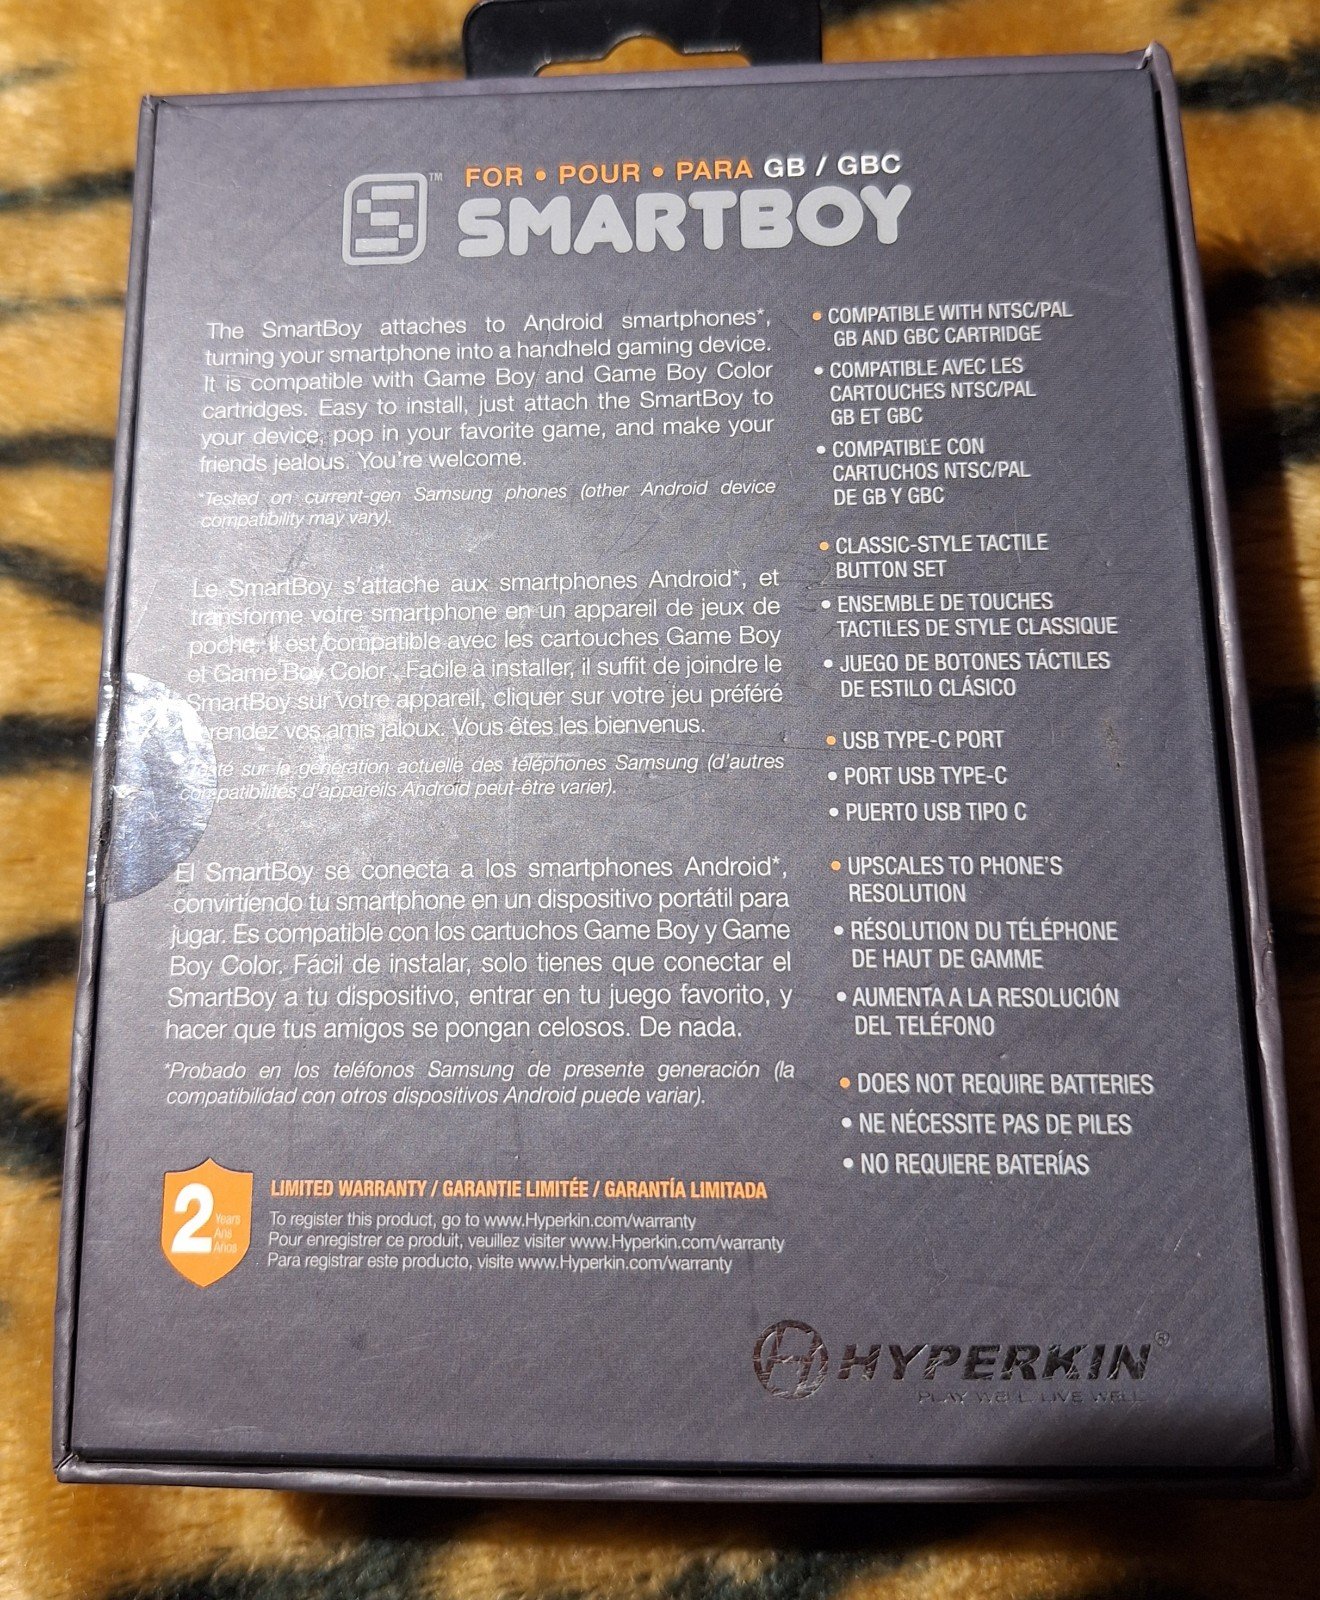 FOR • POUR • PARA GB / GBC
S™ SMARTBOY
The SmartBoy attaches to Android smartphones*,
turning your smartphone into a handheld gaming device.
It is compatible with Game Boy and Game Boy Color
cartridges. Easy to install, just attach the SmartBoy to
your device, pop in your favorite game, and make your
friends jealous. You're welcome.
*Tested on current-gen Samsung phones (other Android device
compatibility may vary).
Le SmartBoy s'attache aux smartphones Android*, et
transforme votre smartphone en un appareil de jeux de
poche. Il est compatible avec les cartouches Game Boy
et Game Boy Color. Facile à installer, il suffit de joindre le
SmartBoy sur votre appareil, cliquer sur votre jeu préféré
rendez vos amis jaloux. Vous êtes les bienvenus.
sur la génération actuelle des téléphones Samsung (d'autres
compatibilités d'appareils Android peut-être varier).
El SmartBoy se conecta a los smartphones Android*,
convirtiendo tu smartphone en un dispositivo portátil para
jugar. Es compatible con los cartuchos Game Boy y Game
Boy Color. Fácil de instalar, solo tienes que conectar el
SmartBoy a tu dispositivo, entrar en tu juego favorito, y
hacer que tus amigos se pongan celosos. De nada.
*Probado en los teléfonos Samsung de presente generación (la
compatibilidad con otros dispositivos Android puede variar).
• COMPATIBLE WITH NTSC/PAL
GB AND GBC CARTRIDGE
• COMPATIBLE AVEC LES
CARTOUCHES NTSC/PAL
GB ET GBC
• COMPATIBLE CON
CARTUCHOS NTSC/PAL
DE GB Y GBC
• CLASSIC-STYLE TACTILE
BUTTON SET
• ENSEMBLE DE TOUCHES
TACTILES DE STYLE CLASSIQUE
• JUEGO DE BOTONES TÁCTILES
DE ESTILO CLÁSICO
• USB TYPE-C PORT
• PORT USB TYPE-C
• PUERTO USB TIPO C
• UPSCALES TO PHONE'S
RESOLUTION
• RÉSOLUTION DU TÉLÉPHONE
DE HAUT DE GAMME
• AUMENTA A LA RESOLUCIÓN
DEL TELÉFONO
• DOES NOT REQUIRE BATTERIES
• NE NÉCESSITE PAS DE PILES
• NO REQUIERE BATERÍAS
2 Years
Ans
Años
LIMITED WARRANTY / GARANTIE LIMITÉE / GARANTÍA LIMITADA
To register this product, go to www.Hyperkin.com/warranty
Pour enregistrer ce produit, veuillez visiter www.Hyperkin.com/warranty
Para registrar este producto, visite www.Hyperkin.com/warranty
HYPERKIN®
PLAY WELL. LIVE WELL.